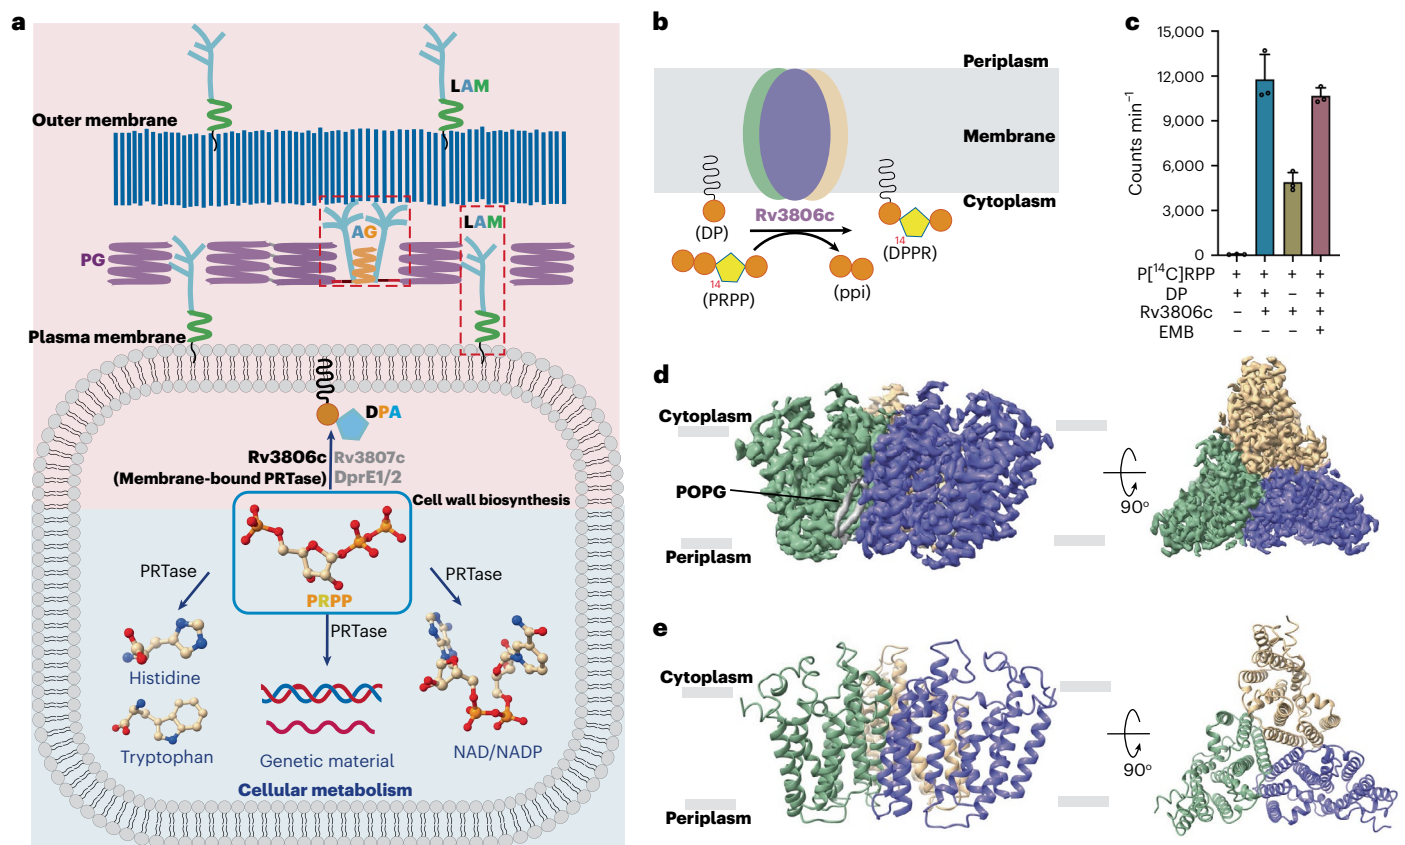 a
LAM
Outer membrane
LAM
AG
PG
Plasma membrane
DPA
Rv3806c Rv3807c
(Membrane-bound PRTase) DprE1/2
Cell wall biosynthesis
PRTase
PRTase
PRPP
PRTase
Histidine
Tryptophan
Genetic material
NAD/NADP
Cellular metabolism
b
Periplasm
Membrane
Cytoplasm
Rv3806c
(DP)
14
(DPPR)
14
(PRPP)
(ppi)
c
15,000
12,000
9,000
6,000
3,000
0
Counts min⁻¹
P[¹⁴C]RPP + + + +
DP + + – +
Rv3806c – + + +
EMB – – – +
d
Cytoplasm
POPG
Periplasm
90°
e
Cytoplasm
Periplasm
90°